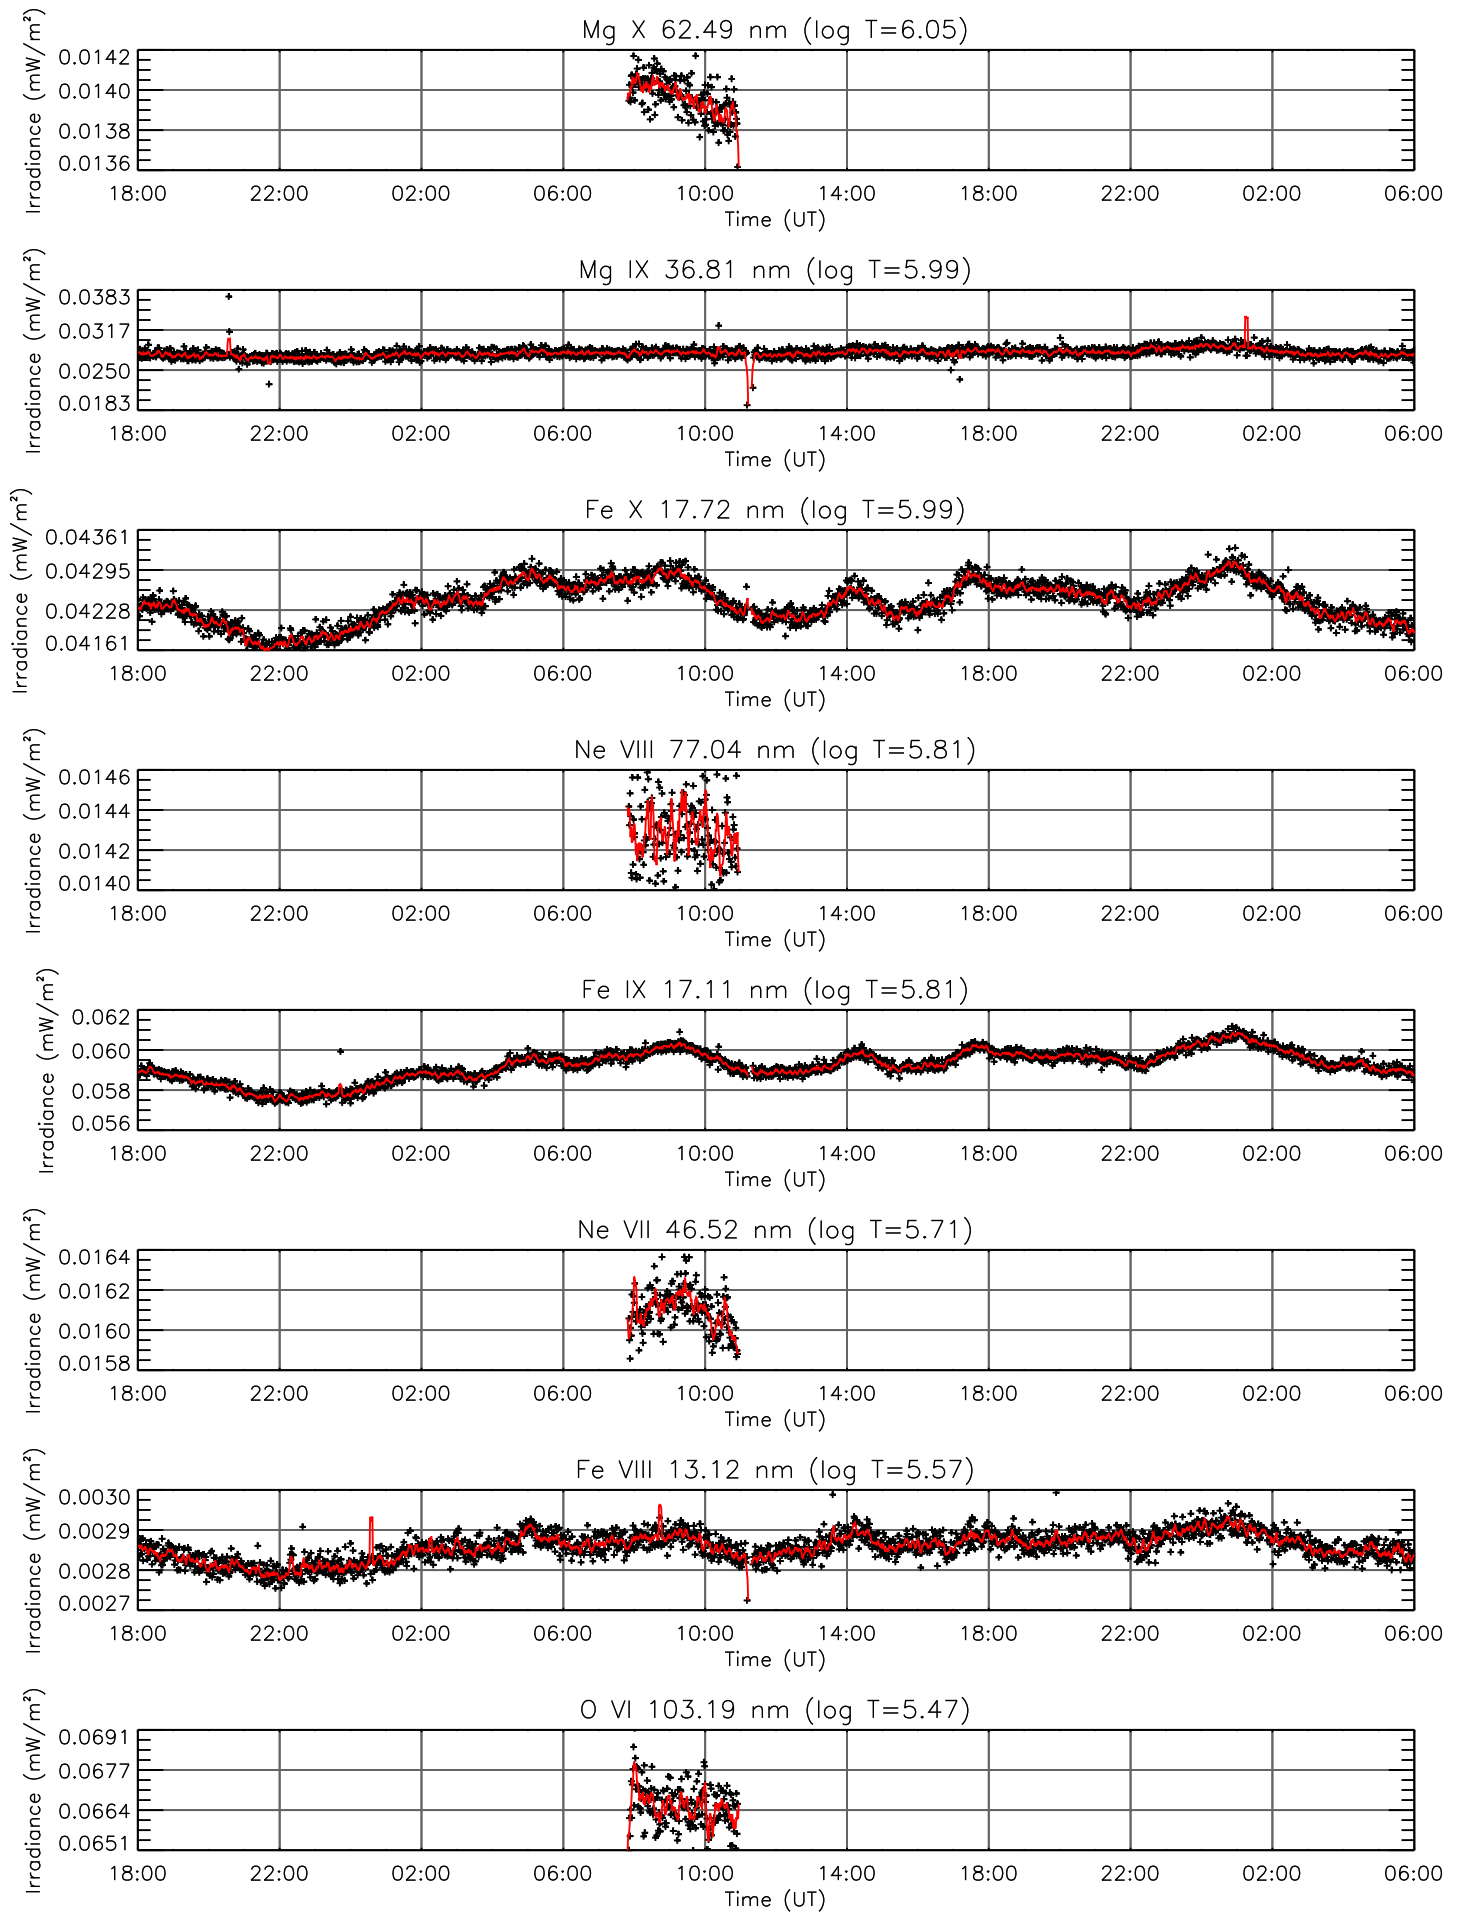 Mg X 62.49 nm (log T=6.05)
Irradiance (mW/m²)
0.0142
0.0140
0.0138
0.0136
18:00 22:00 02:00 06:00 10:00 14:00 18:00 22:00 02:00 06:00
Time (UT)
Mg IX 36.81 nm (log T=5.99)
Irradiance (mW/m²)
0.0383
0.0317
0.0250
0.0183
18:00 22:00 02:00 06:00 10:00 14:00 18:00 22:00 02:00 06:00
Time (UT)
Fe X 17.72 nm (log T=5.99)
Irradiance (mW/m²)
0.04361
0.04295
0.04228
0.04161
18:00 22:00 02:00 06:00 10:00 14:00 18:00 22:00 02:00 06:00
Time (UT)
Ne VIII 77.04 nm (log T=5.81)
Irradiance (mW/m²)
0.0146
0.0144
0.0142
0.0140
18:00 22:00 02:00 06:00 10:00 14:00 18:00 22:00 02:00 06:00
Time (UT)
Fe IX 17.11 nm (log T=5.81)
Irradiance (mW/m²)
0.062
0.060
0.058
0.056
18:00 22:00 02:00 06:00 10:00 14:00 18:00 22:00 02:00 06:00
Time (UT)
Ne VII 46.52 nm (log T=5.71)
Irradiance (mW/m²)
0.0164
0.0162
0.0160
0.0158
18:00 22:00 02:00 06:00 10:00 14:00 18:00 22:00 02:00 06:00
Time (UT)
Fe VIII 13.12 nm (log T=5.57)
Irradiance (mW/m²)
0.0030
0.0029
0.0028
0.0027
18:00 22:00 02:00 06:00 10:00 14:00 18:00 22:00 02:00 06:00
Time (UT)
O VI 103.19 nm (log T=5.47)
Irradiance (mW/m²)
0.0691
0.0677
0.0664
0.0651
18:00 22:00 02:00 06:00 10:00 14:00 18:00 22:00 02:00 06:00
Time (UT)